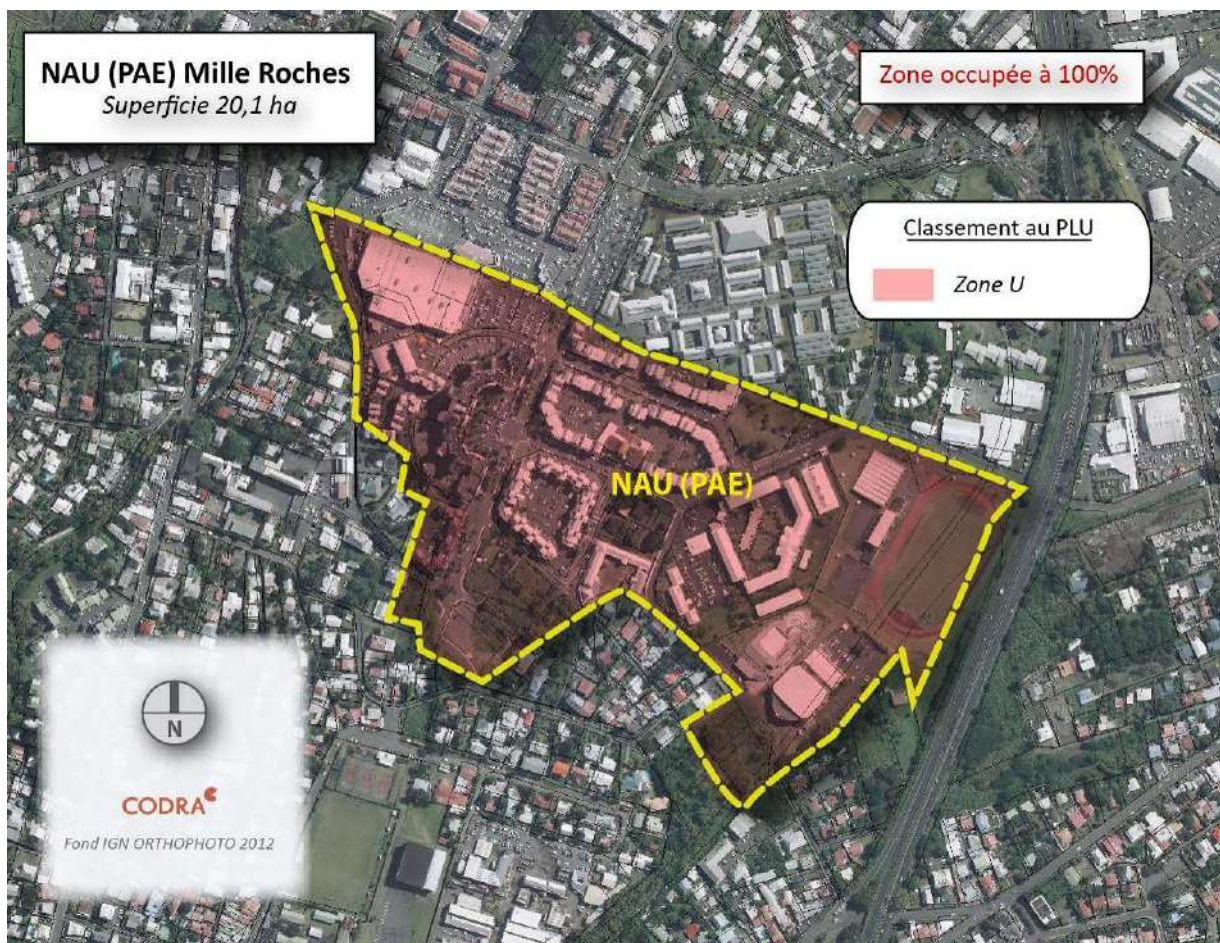 NAU (PAE) Mille Roches
Superficie 20,1 ha
Zone occupée à 100%
Classement au PLU
Zone U
NAU (PAE)
N
CODRA
Fond IGN ORTHOPHOTO 2012